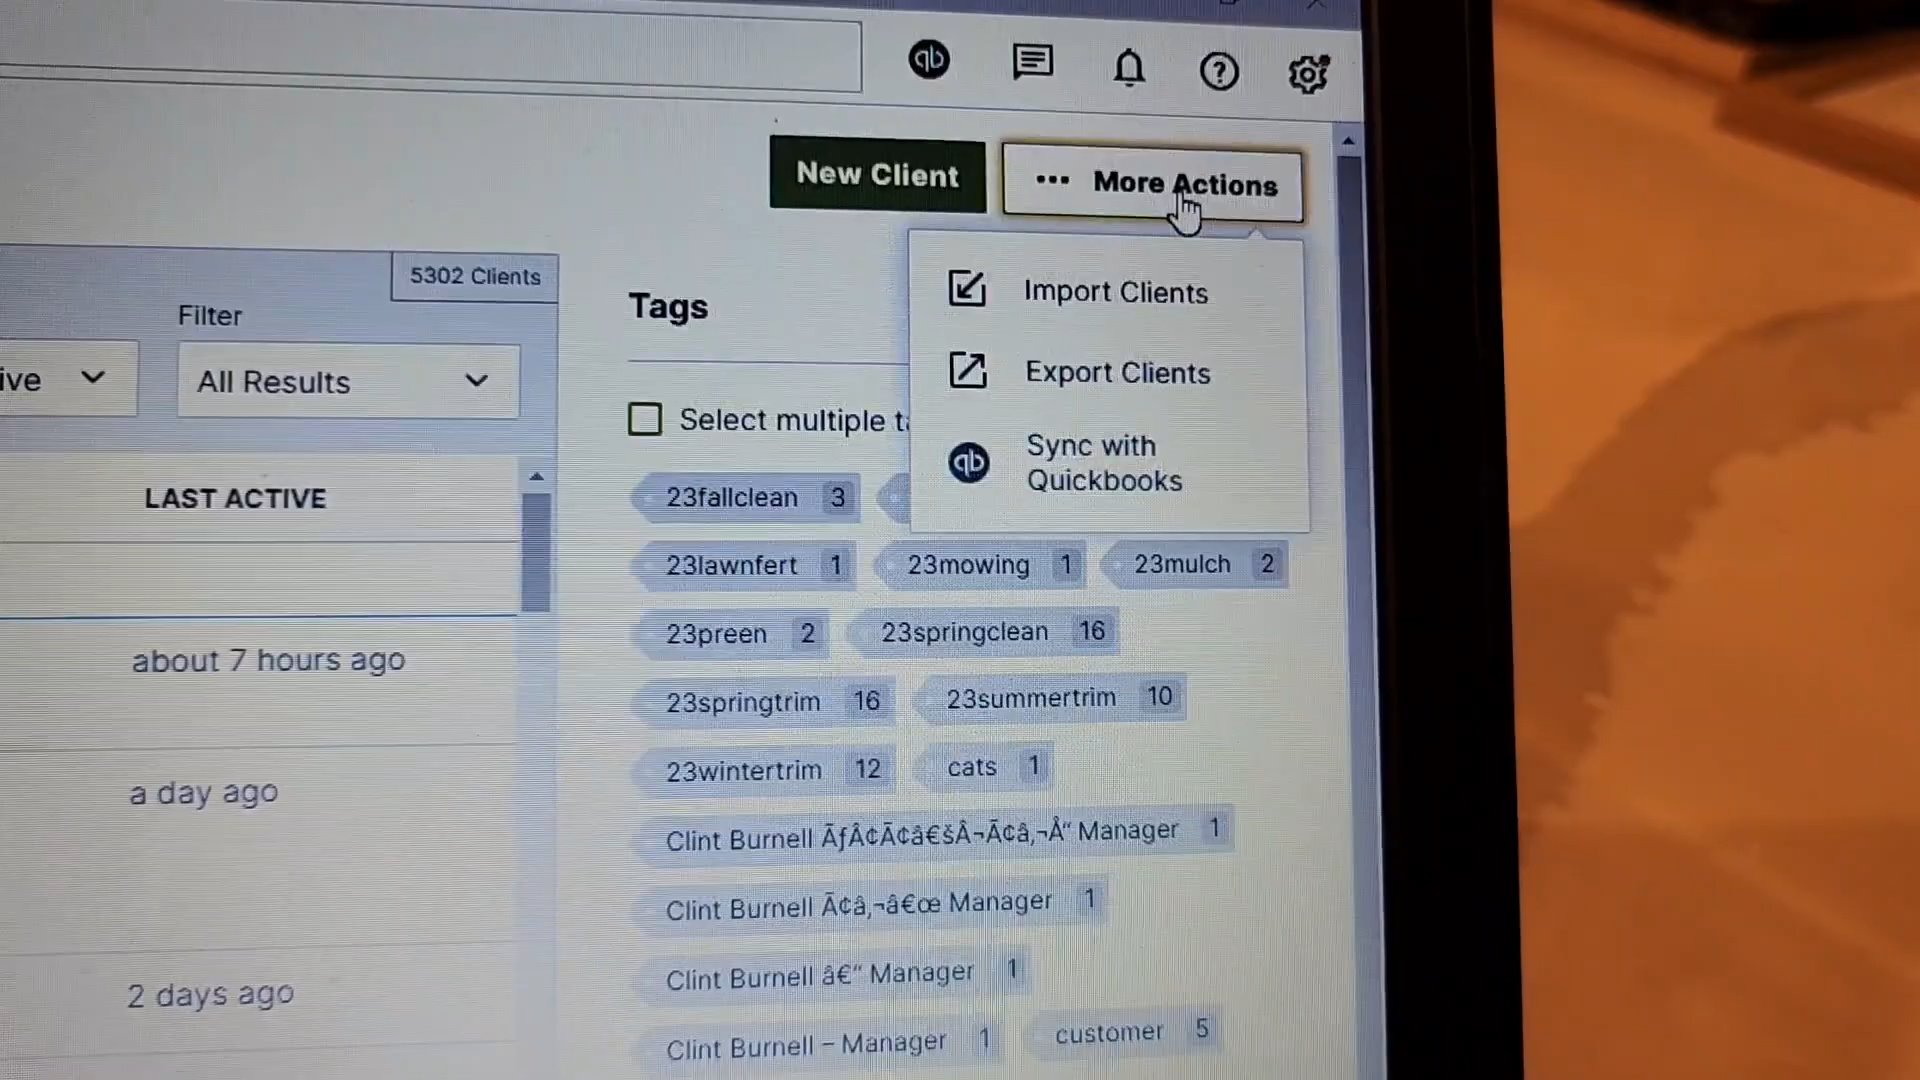 qb
New Client
••• More Actions
5302 Clients
Filter
ive
All Results
Tags
Import Clients
Export Clients
qb Sync with
Quickbooks
Select multiple
LAST ACTIVE
23fallclean 3
23lawnfert 1 23mowing 1 23mulch 2
about 7 hours ago
23preen 2 23springclean 16
23springtrim 16 23summertrim 10
23wintertrim 12 cats 1
a day ago
Clint Burnell ÃƒÂ¢Ã¢â€šÂ¬Ã¢â‚¬Å“ Manager 1
Clint Burnell Ã¢â‚¬â€œ Manager 1
2 days ago
Clint Burnell â€“ Manager 1
Clint Burnell – Manager 1 customer 5